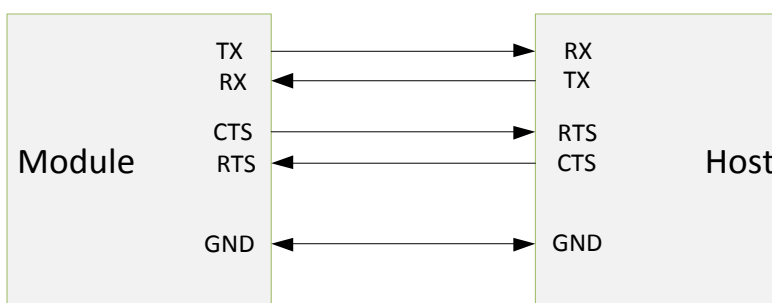 TX RX
RX TX
CTS RTS
Module RTS CTS Host
GND GND